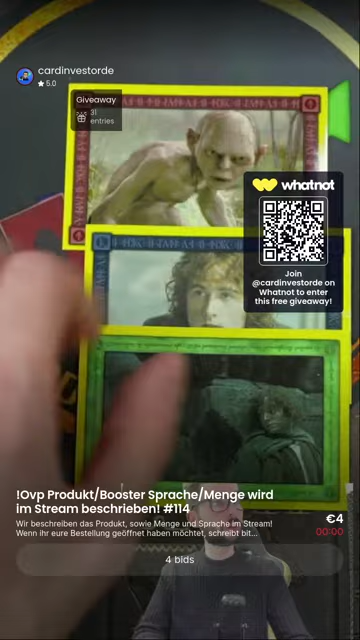 cardinvestorde
★ 5.0
Giveaway
31
entries
whatnot
Join
@cardinvestorde on
Whatnot to enter
this free giveaway!
!Ovp Produkt/Booster Sprache/Menge wird
im Stream beschrieben! #114
€4
Wir beschreiben das Produkt, sowie Menge und Sprache im Stream!
00:00
Wenn ihr eure Bestellung geöffnet haben möchtet, schreibt bit...
4 bids